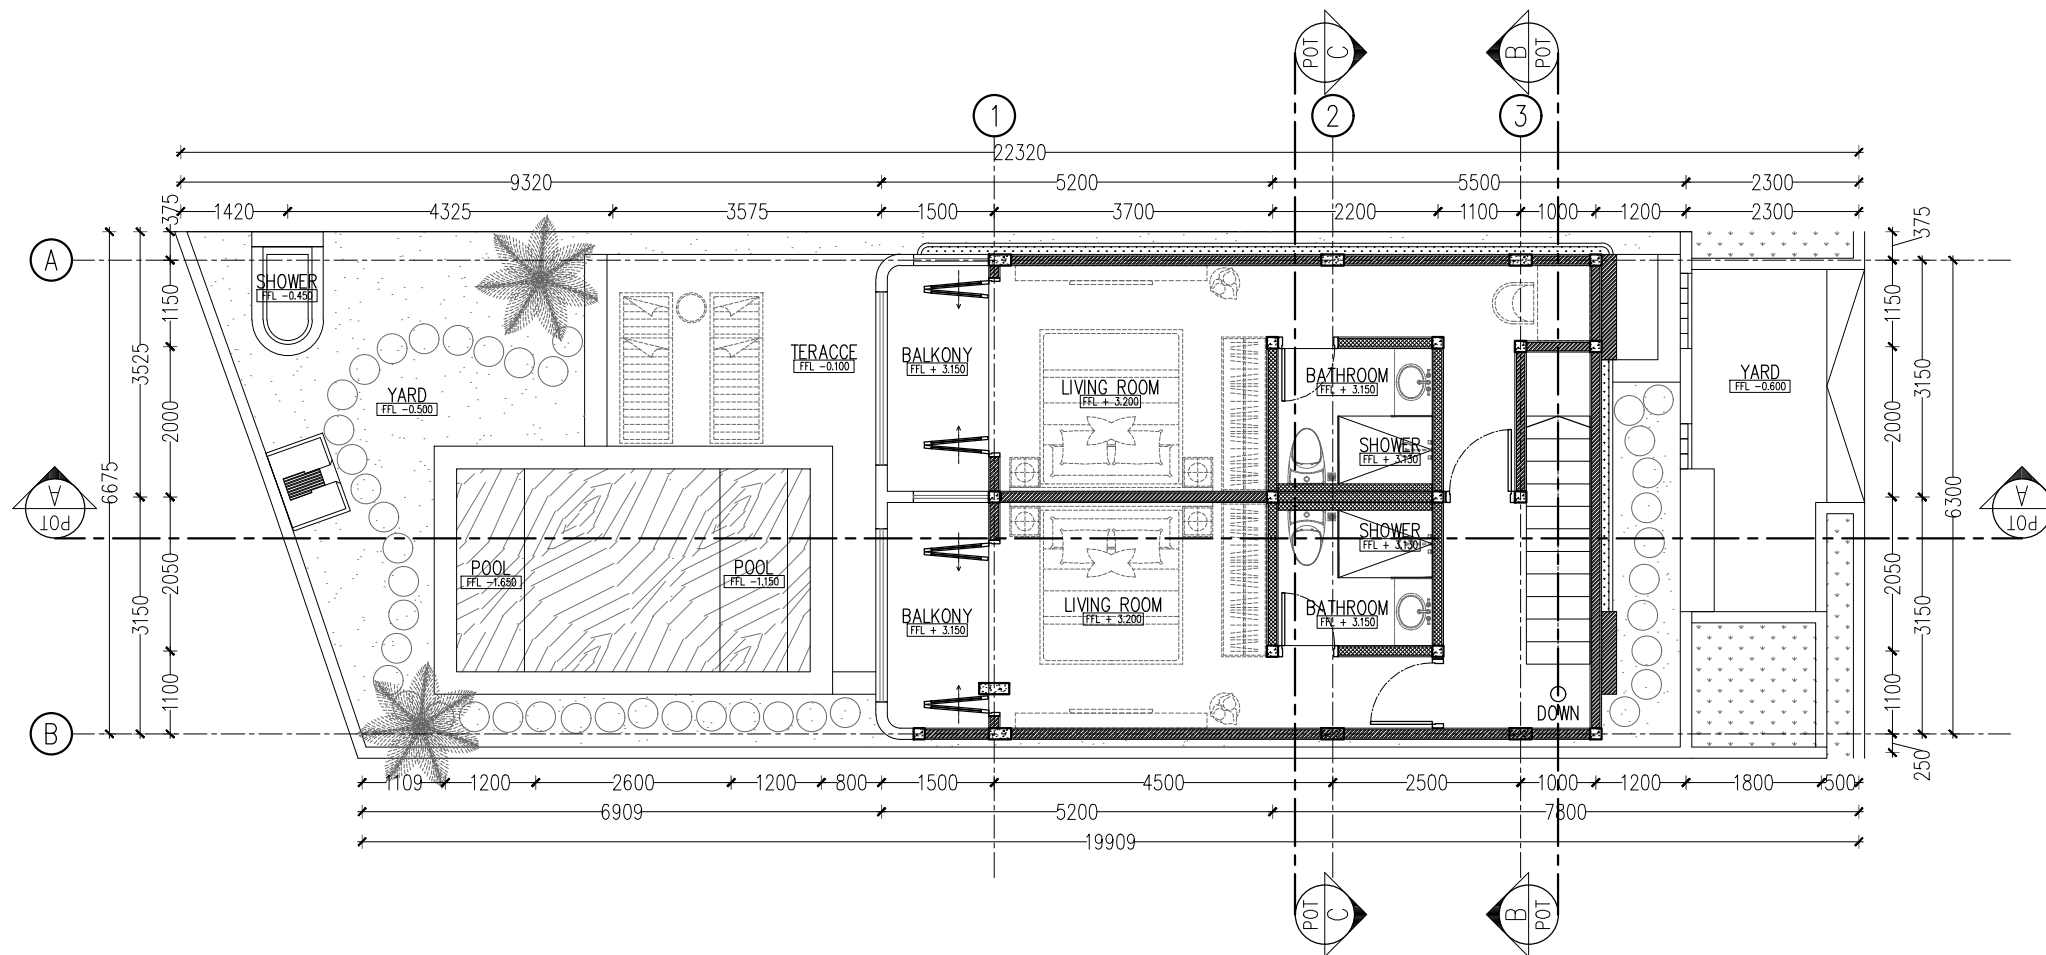 POT
C
B
POT
1
2
3
22320
9320
5200
5500
2300
1420
4325
3575
1500
3700
2200
1100
1000
1200
2300
375
375
A
B
6675
3525
3150
1150
2000
2050
1100
1150
2000
2050
1100
250
3150
3150
6300
A
POT
A
POT
SHOWER
FFL -0.450
YARD
FFL -0.500
TERACCE
FFL -0.100
BALKONY
FFL + 3.150
LIVING ROOM
FFL + 3.200
BATHROOM
FFL + 3.150
SHOWER
FFL + 3.130
YARD
FFL -0.600
POOL
FFL -1.650
POOL
FFL -1.150
BALKONY
FFL + 3.150
LIVING ROOM
FFL + 3.200
SHOWER
FFL + 3.130
BATHROOM
FFL + 3.150
DOWN
1109
1200
2600
1200
800
1500
4500
2500
1000
1200
1800
500
6909
5200
7800
19909
POT
C
B
POT